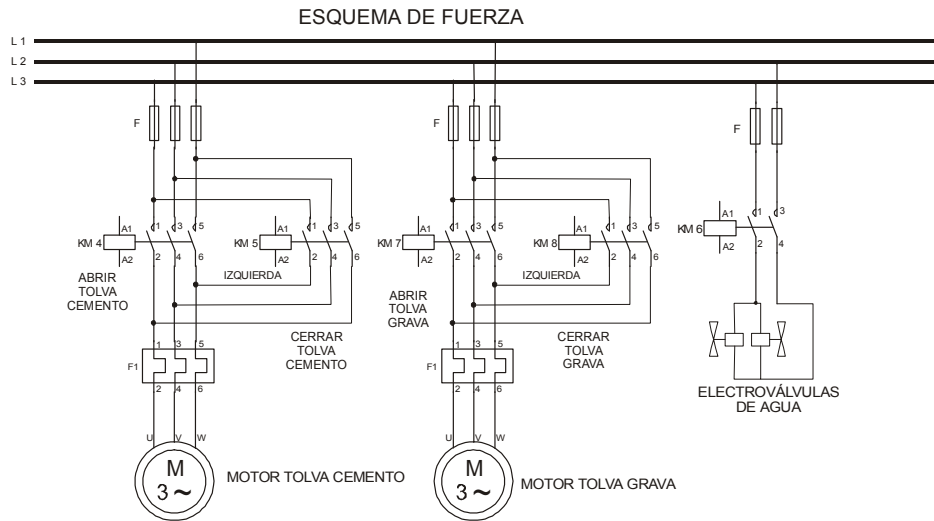 ESQUEMA DE FUERZA
L 1
L 2
L 3
F
F
F
A1
KM 4
A2
1 3 5
2 4 6
A1
KM 5
A2
1 3 5
2 4 6
A1
KM 7
A2
1 3 5
2 4 6
A1
KM 8
A2
1 3 5
2 4 6
A1
KM 6
A2
1 3
2 4
IZQUIERDA
IZQUIERDA
ABRIR
TOLVA
CEMENTO
CERRAR
TOLVA
CEMENTO
ABRIR
TOLVA
GRAVA
CERRAR
TOLVA
GRAVA
F1
1 3 5
2 4 6
F1
1 3 5
2 4 6
ELECTROVÁLVULAS
DE AGUA
U V W
M
3 ~
MOTOR TOLVA CEMENTO
U V W
M
3 ~
MOTOR TOLVA GRAVA